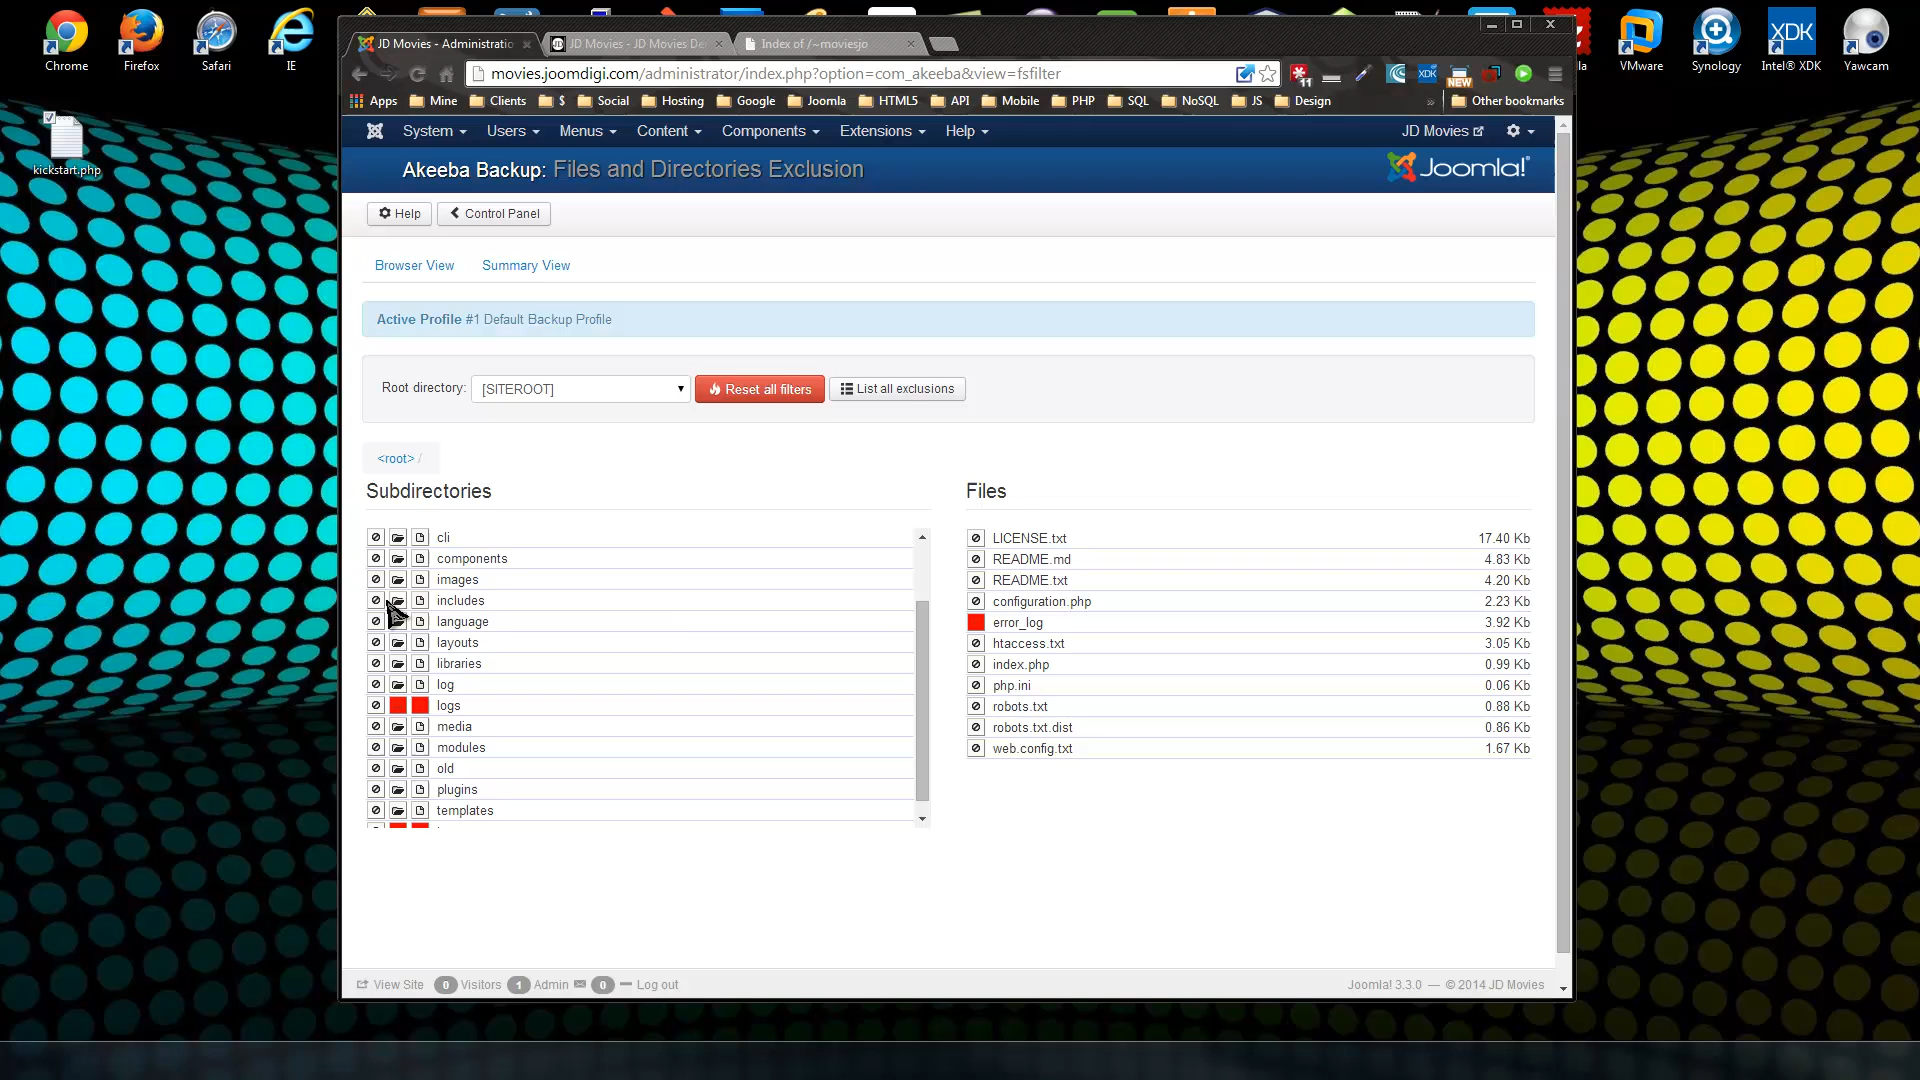 Chrome
Firefox
Safari
IE
VMware
Synology
Intel® XDK
Yawcam
kickstart.php
JD Movies - Administratio
JD Movies - JD Movies De
Index of /~moviesjo
movies.joomdigi.com/administrator/index.php?option=com_akeeba&view=fsfilter
11
XDK
NEW
Apps
Mine
Clients
$
Social
Hosting
Google
Joomla
HTML5
API
Mobile
PHP
SQL
NoSQL
JS
Design
»
Other bookmarks
System
Users
Menus
Content
Components
Extensions
Help
JD Movies
Akeeba Backup: Files and Directories Exclusion
Joomla!®
Help
Control Panel
Browser View
Summary View
Active Profile #1 Default Backup Profile
Root directory:
[SITEROOT]
Reset all filters
List all exclusions
<root> /
Subdirectories
cli
components
images
includes
language
layouts
libraries
log
logs
media
modules
old
plugins
templates
Files
LICENSE.txt 17.40 Kb
README.md 4.83 Kb
README.txt 4.20 Kb
configuration.php 2.23 Kb
error_log 3.92 Kb
htaccess.txt 3.05 Kb
index.php 0.99 Kb
php.ini 0.06 Kb
robots.txt 0.88 Kb
robots.txt.dist 0.86 Kb
web.config.txt 1.67 Kb
View Site
0 Visitors
1 Admin
0
Log out
Joomla! 3.3.0 — © 2014 JD Movies